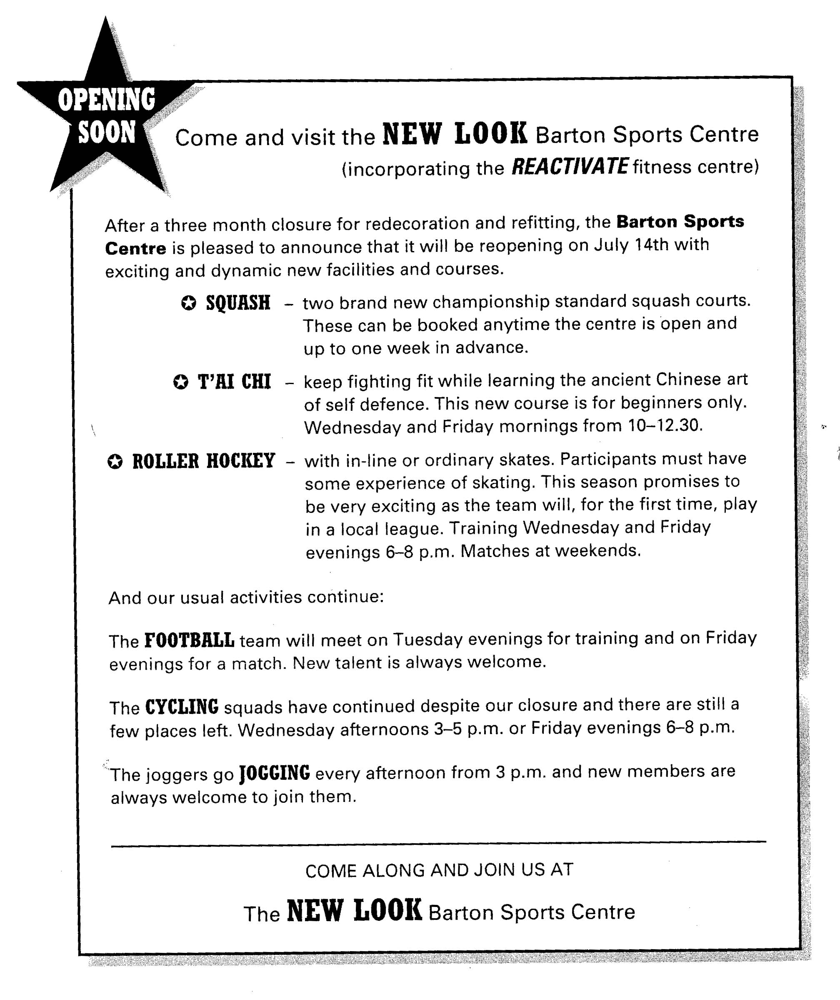 OPENING
SOON
Come and visit the NEW LOOK Barton Sports Centre
(incorporating the REACTIVATE fitness centre)
After a three month closure for redecoration and refitting, the Barton Sports
Centre is pleased to announce that it will be reopening on July 14th with
exciting and dynamic new facilities and courses.
✪ SQUASH – two brand new championship standard squash courts.
These can be booked anytime the centre is open and
up to one week in advance.
✪ T'AI CHI – keep fighting fit while learning the ancient Chinese art
of self defence. This new course is for beginners only.
Wednesday and Friday mornings from 10–12.30.
✪ ROLLER HOCKEY – with in-line or ordinary skates. Participants must have
some experience of skating. This season promises to
be very exciting as the team will, for the first time, play
in a local league. Training Wednesday and Friday
evenings 6–8 p.m. Matches at weekends.
And our usual activities continue:
The FOOTBALL team will meet on Tuesday evenings for training and on Friday
evenings for a match. New talent is always welcome.
The CYCLING squads have continued despite our closure and there are still a
few places left. Wednesday afternoons 3–5 p.m. or Friday evenings 6–8 p.m.
The joggers go JOGGING every afternoon from 3 p.m. and new members are
always welcome to join them.
COME ALONG AND JOIN US AT
The NEW LOOK Barton Sports Centre